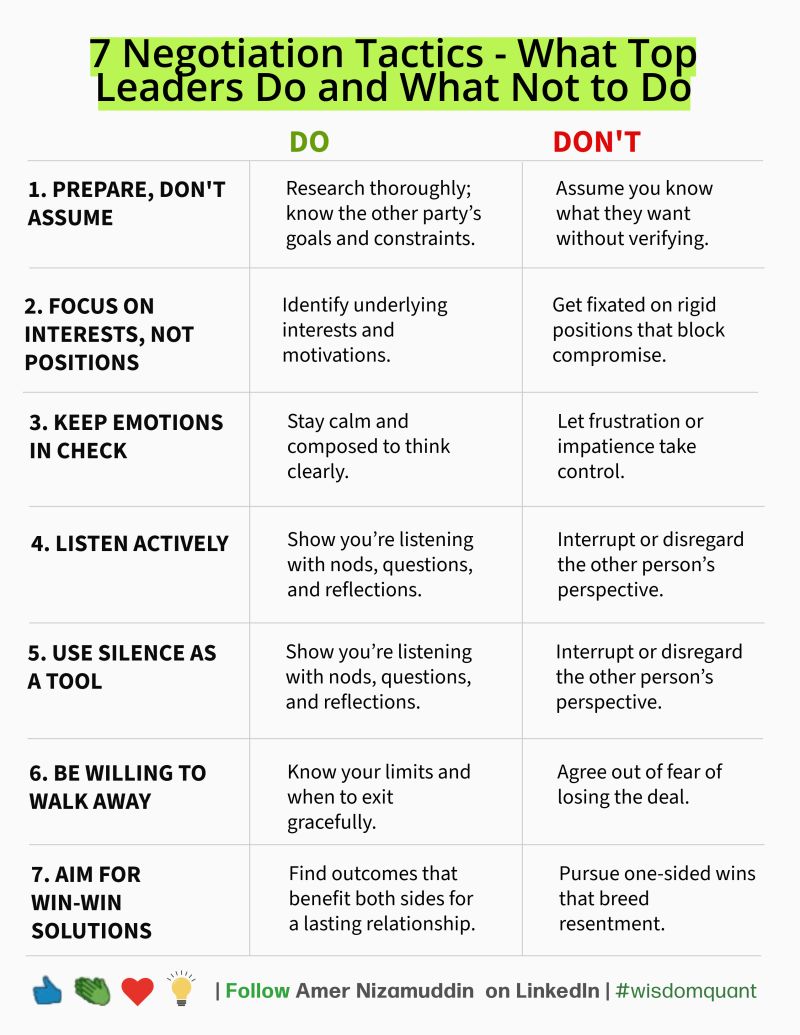 7 Negotiation Tactics - What Top
Leaders Do and What Not to Do
DO
DON'T
1. PREPARE, DON'T
ASSUME
Research thoroughly;
know the other party’s
goals and constraints.
Assume you know
what they want
without verifying.
2. FOCUS ON
INTERESTS, NOT
POSITIONS
Identify underlying
interests and
motivations.
Get fixated on rigid
positions that block
compromise.
3. KEEP EMOTIONS
IN CHECK
Stay calm and
composed to think
clearly.
Let frustration or
impatience take
control.
4. LISTEN ACTIVELY
Show you’re listening
with nods, questions,
and reflections.
Interrupt or disregard
the other person’s
perspective.
5. USE SILENCE AS
A TOOL
Show you’re listening
with nods, questions,
and reflections.
Interrupt or disregard
the other person’s
perspective.
6. BE WILLING TO
WALK AWAY
Know your limits and
when to exit
gracefully.
Agree out of fear of
losing the deal.
7. AIM FOR
WIN-WIN
SOLUTIONS
Find outcomes that
benefit both sides for
a lasting relationship.
Pursue one-sided wins
that breed
resentment.
| Follow Amer Nizamuddin on LinkedIn | #wisdomquant